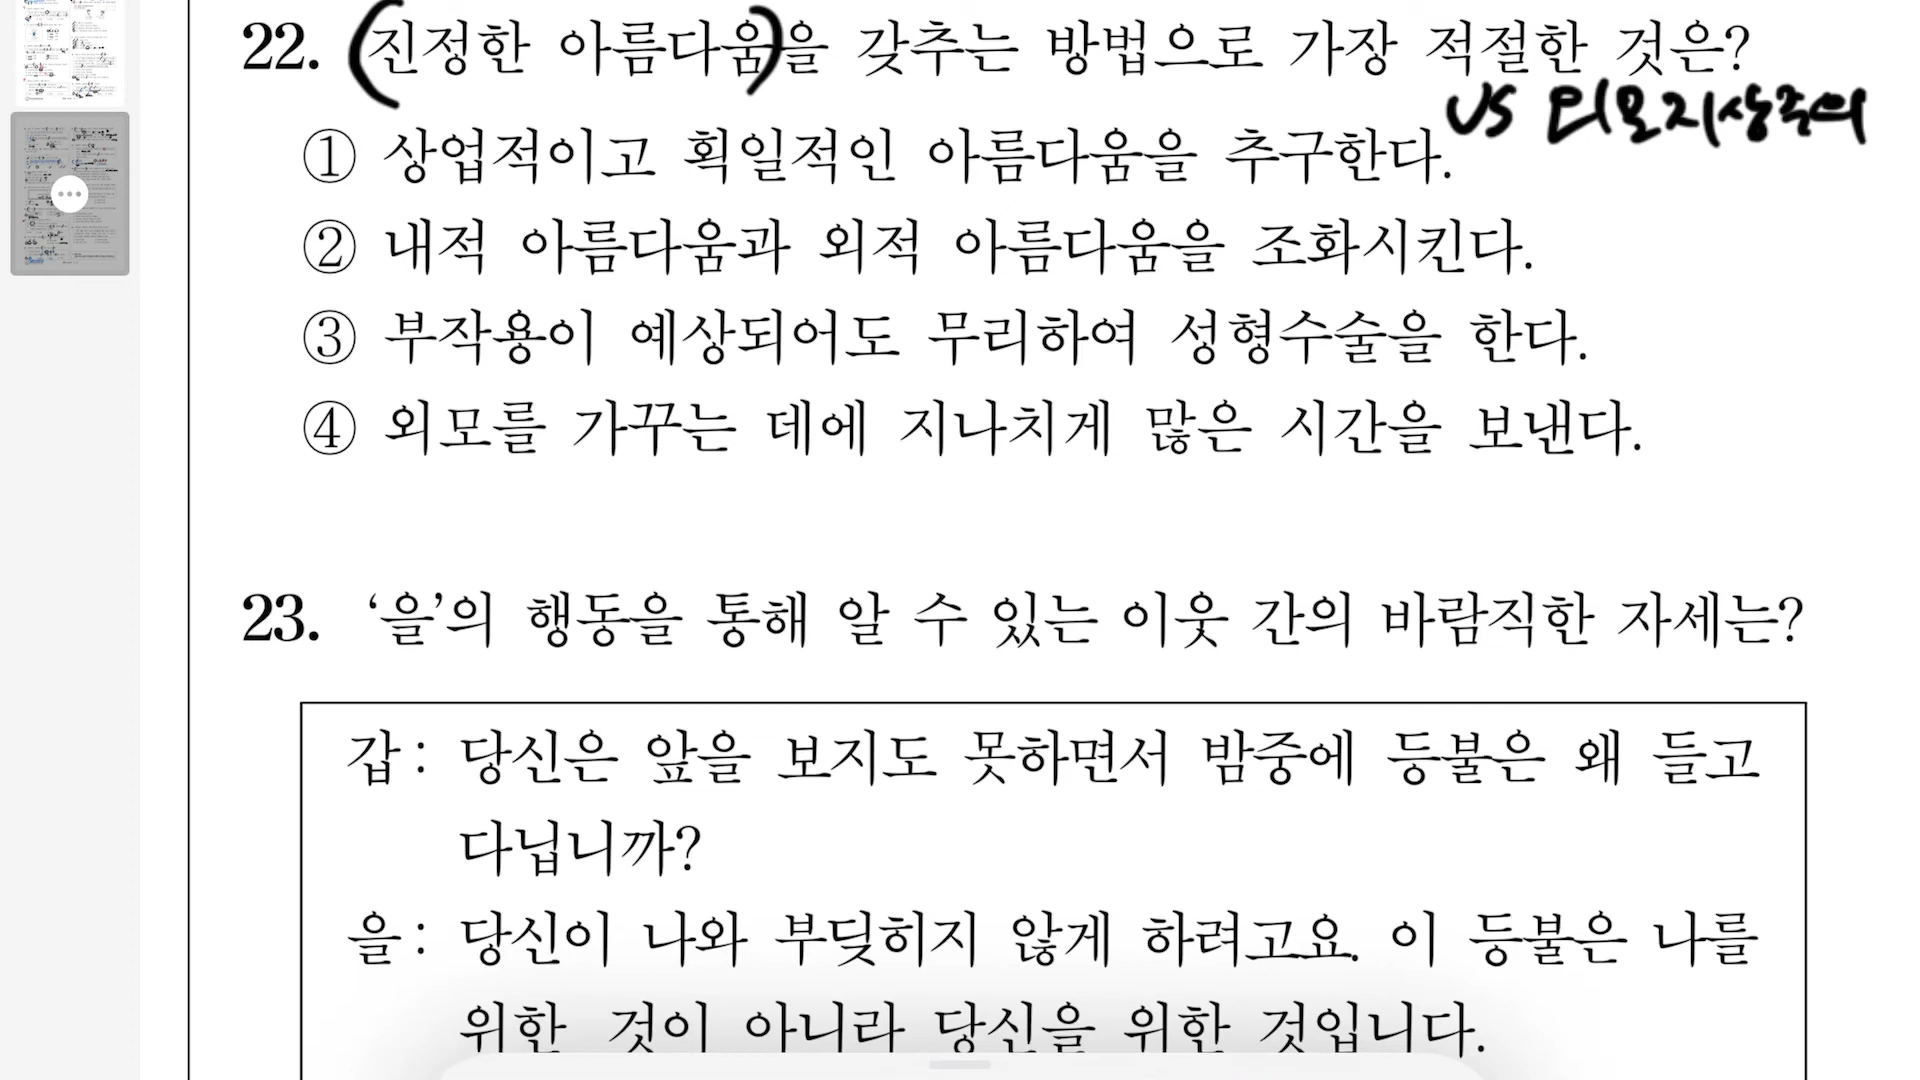 22. 진정한 아름다움을 갖추는 방법으로 가장 적절한 것은?
VS 외모지상주의
① 상업적이고 획일적인 아름다움을 추구한다.
② 내적 아름다움과 외적 아름다움을 조화시킨다.
③ 부작용이 예상되어도 무리하여 성형수술을 한다.
④ 외모를 가꾸는 데에 지나치게 많은 시간을 보낸다.
23. ‘을’의 행동을 통해 알 수 있는 이웃 간의 바람직한 자세는?
갑: 당신은 앞을 보지도 못하면서 밤중에 등불은 왜 들고
다닙니까?
을: 당신이 나와 부딪히지 않게 하려고요. 이 등불은 나를
위한 것이 아니라 당신을 위한 것입니다.